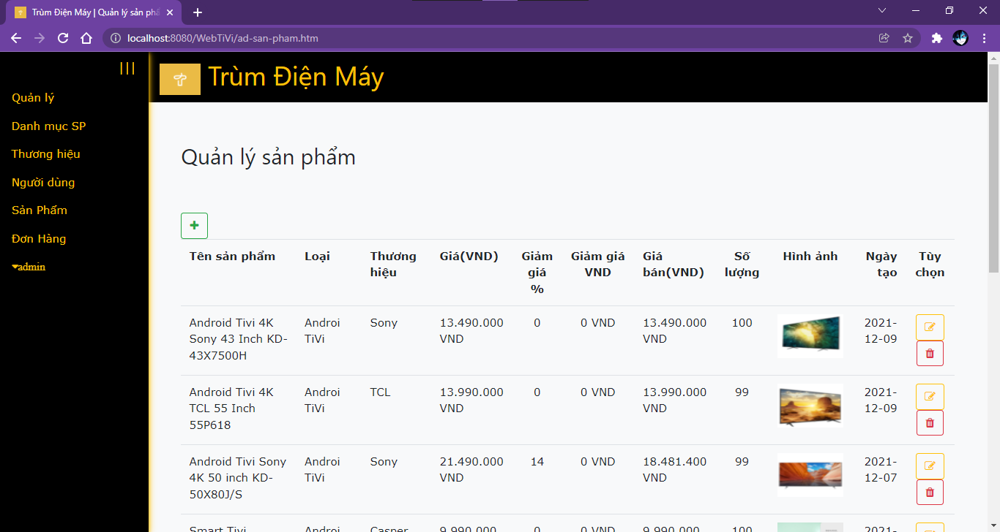 Trùm Điện Máy | Quản lý sản phẩ
localhost:8080/WebTiVi/ad-san-pham.htm
Trùm Điện Máy
Quản lý
Danh mục SP
Thương hiệu
Người dùng
Sản Phẩm
Đơn Hàng
admin
Quản lý sản phẩm
Tên sản phẩm Loại Thương Giá(VND) Giảm Giảm giá Giá Số Hình ảnh Ngày Tùy
hiệu giá VND bán(VND) lượng tạo chọn
%
Android Tivi 4K Androi Sony 13.490.000 0 0 VND 13.490.000 100 2021-
Sony 43 Inch KD- TiVi VND VND 12-09
43X7500H
Android Tivi 4K Androi TCL 13.990.000 0 0 VND 13.990.000 99 2021-
TCL 55 Inch TiVi VND VND 12-09
55P618
Android Tivi Sony Androi Sony 21.490.000 14 0 VND 18.481.400 99 2021-
4K 50 inch KD- TiVi VND VND 12-07
50X80J/S
Smart Tivi Androi Casper 9.990.000 0 0 VND 9.990.000 100 2021-